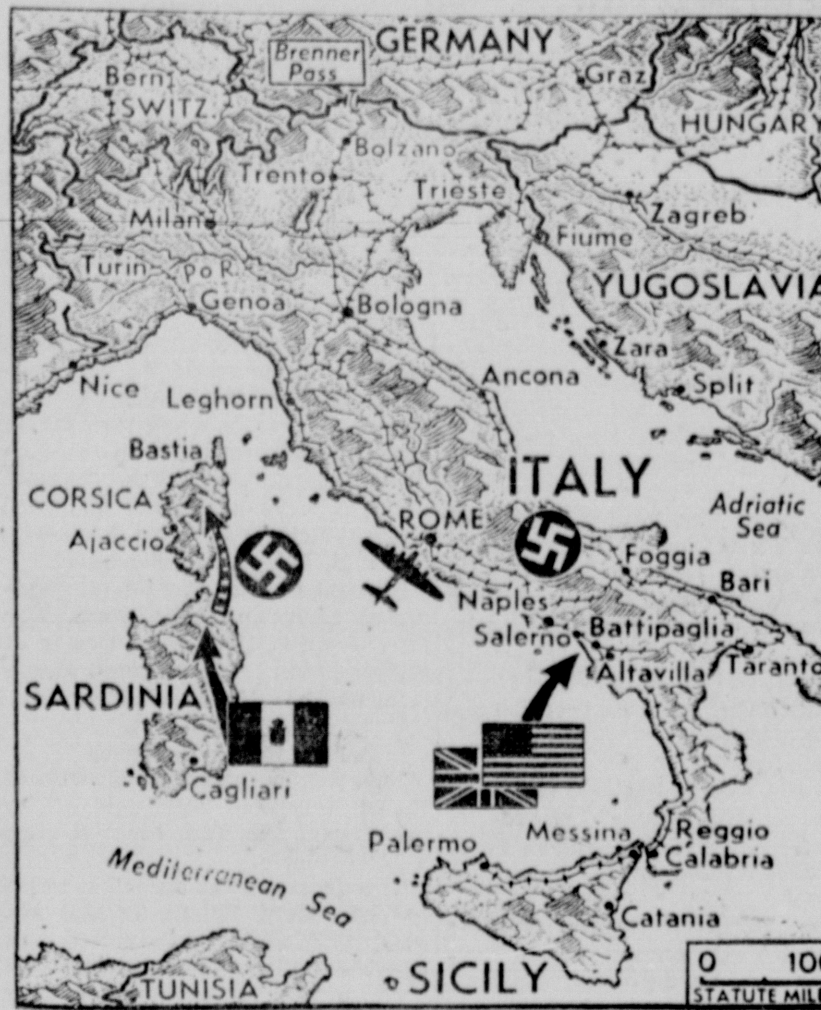 GERMANY
Brenner
Pass
Bern
SWITZ.
Graz
HUNGARY
Bolzano
Trento
Trieste
Zagreb
Milan
Fiume
Turin
Po R.
YUGOSLAVIA
Genoa
Bologna
Zara
Nice
Ancona
Split
Leghorn
Bastia
ITALY
CORSICA
Adriatic
Sea
ROME
Ajaccio
Foggia
Bari
Naples
Salerno
Battipaglia
Altavilla
Taranto
SARDINIA
Cagliari
Messina
Reggio
Calabria
Palermo
Mediterranean Sea
Catania
SICILY
TUNISIA
0 100
STATUTE MILE